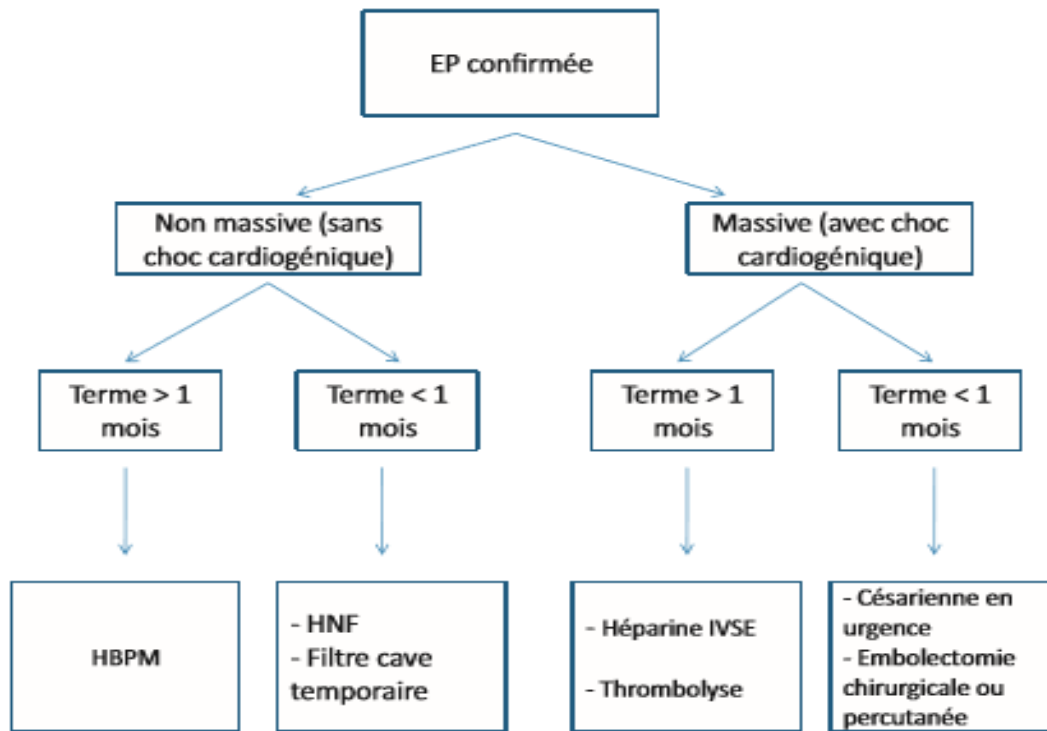 EP confirmée
Non massive (sans
choc cardiogénique)
Massive (avec choc
cardiogénique)
Terme > 1
mois
Terme < 1
mois
Terme > 1
mois
Terme < 1
mois
HBPM
- HNF
- Filtre cave
temporaire
- Héparine IVSE
- Thrombolyse
- Césarienne en
urgence
- Embolectomie
chirurgicale ou
percutanée